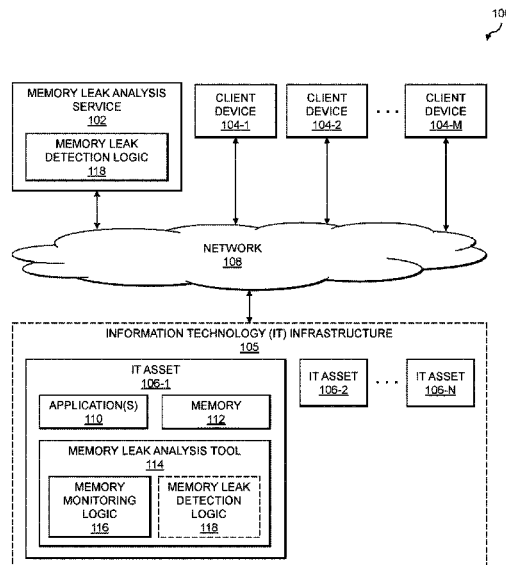 10
MEMORY LEAK ANALYSIS
SERVICE
102
MEMORY LEAK
DETECTION LOGIC
118
CLIENT
DEVICE
104-1
CLIENT
DEVICE
104-2
. . .
CLIENT
DEVICE
104-M
NETWORK
108
INFORMATION TECHNOLOGY (IT) INFRASTRUCTURE
105
IT ASSET
106-1
APPLICATION(S)
110
MEMORY
112
MEMORY LEAK ANALYSIS TOOL
114
MEMORY
MONITORING
LOGIC
116
MEMORY LEAK
DETECTION
LOGIC
118
IT ASSET
106-2
. . .
IT ASSET
106-N